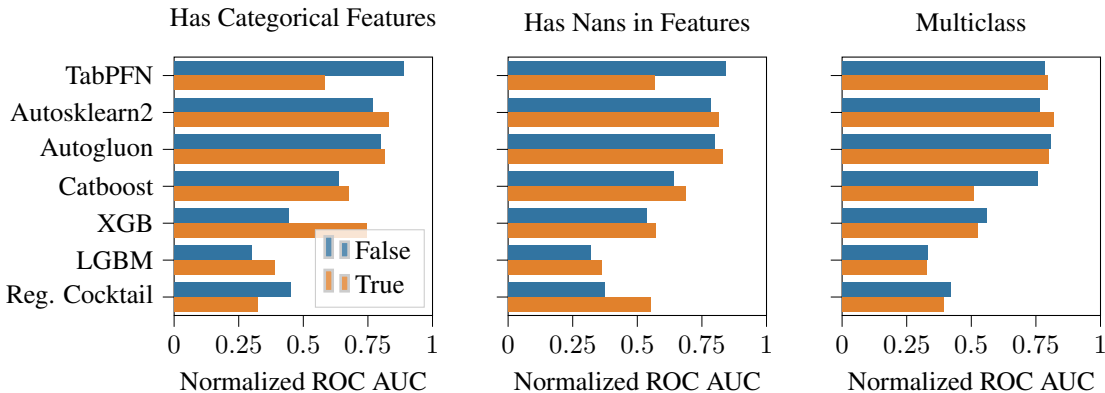 Has Categorical Features
Has Nans in Features
Multiclass
TabPFN
Autosklearn2
Autogluon
Catboost
XGB
LGBM
Reg. Cocktail
False
True
0 0.25 0.5 0.75 1
0 0.25 0.5 0.75 1
0 0.25 0.5 0.75 1
Normalized ROC AUC
Normalized ROC AUC
Normalized ROC AUC